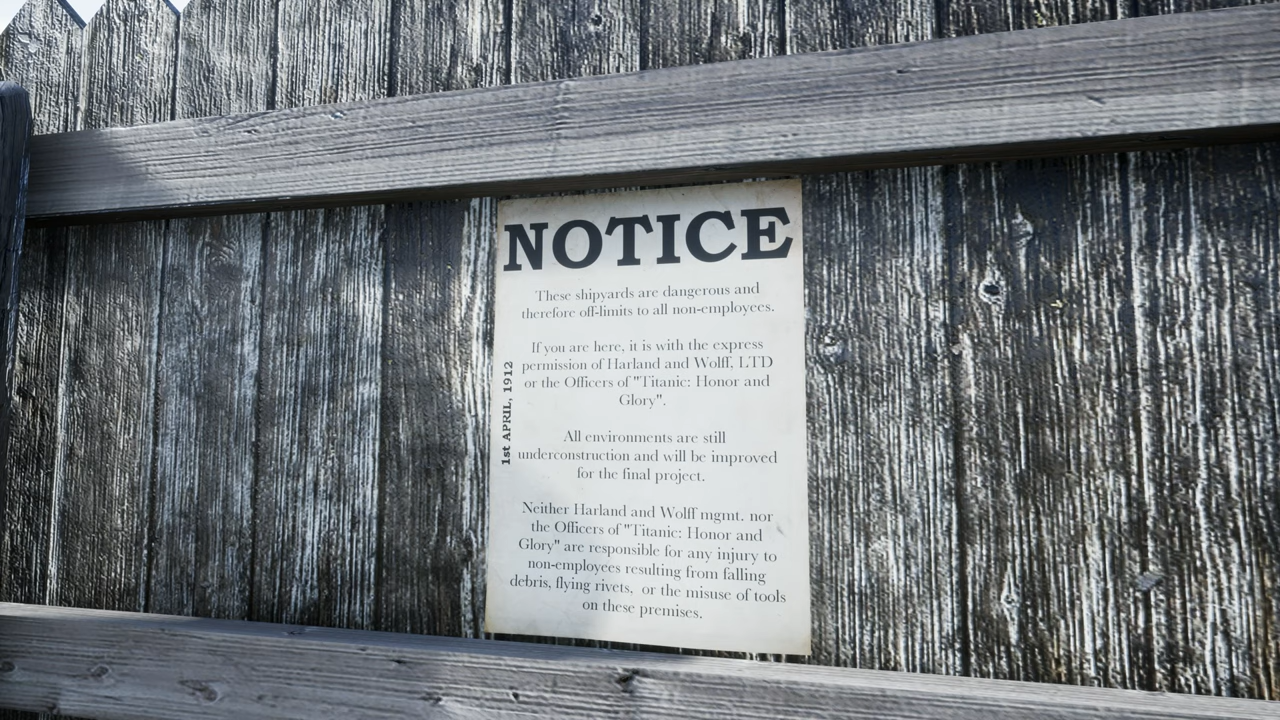 NOTICE
These shipyards are dangerous and
therefore off-limits to all non-employees.
If you are here, it is with the express
permission of Harland and Wolff, LTD
or the Officers of "Titanic: Honor and
Glory".
All environments are still
underconstruction and will be improved
for the final project.
Neither Harland and Wolff mgmt. nor
the Officers of "Titanic: Honor and
Glory" are responsible for any injury to
non-employees resulting from falling
debris, flying rivets, or the misuse of tools
on these premises.
1st APRIL, 1912